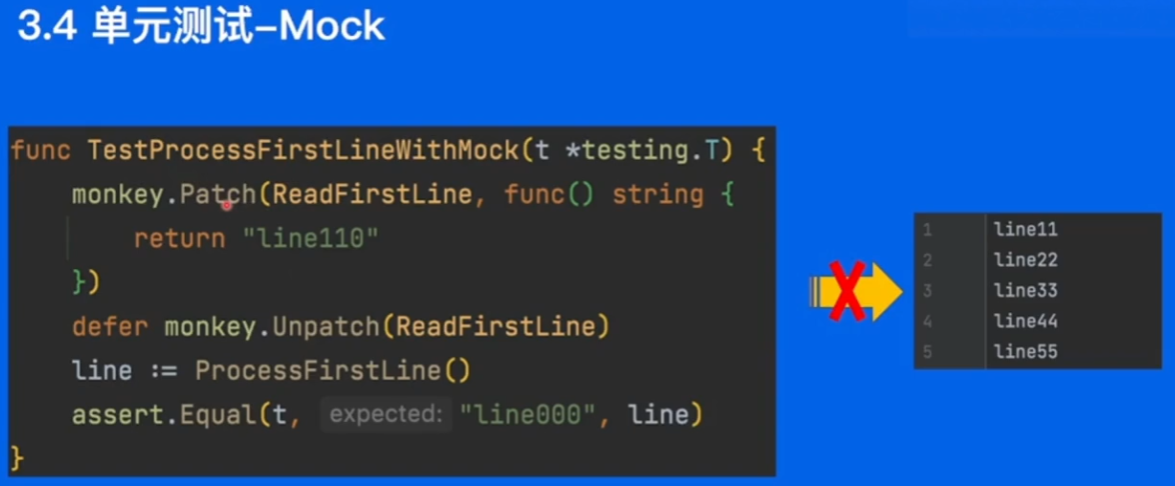 3.4 单元测试-Mock
func TestProcessFirstLineWithMock(t *testing.T) {
monkey.Patch(ReadFirstLine, func() string {
return "line110"
})
defer monkey.Unpatch(ReadFirstLine)
line := ProcessFirstLine()
assert.Equal(t, expected: "line000", line)
}
1 line11
2 line22
3 line33
4 line44
5 line55